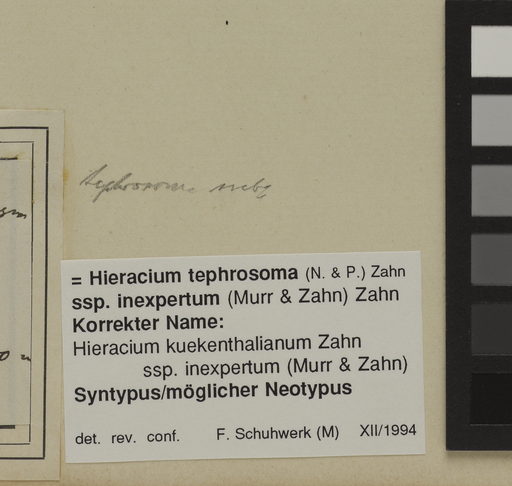 tephrosoma
= Hieracium tephrosoma (N. & P.) Zahn
ssp. inexpertum (Murr & Zahn) Zahn
Korrekter Name:
Hieracium kuekenthalianum Zahn
ssp. inexpertum (Murr & Zahn)
Syntypus/möglicher Neotypus
det. rev. conf. F. Schuhwerk (M) XII/1994